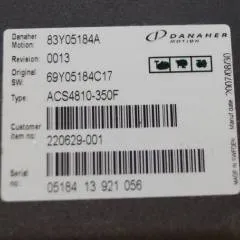 Danaher Motion: 83Y05184A
DANAHER
MOTION
Revision: 0013
Original SW: 69Y05184C17
Type: ACS4810-350F
Customer item no: 220629-001
Serial no:
05184 13 921 056
MADE IN SWEDEN